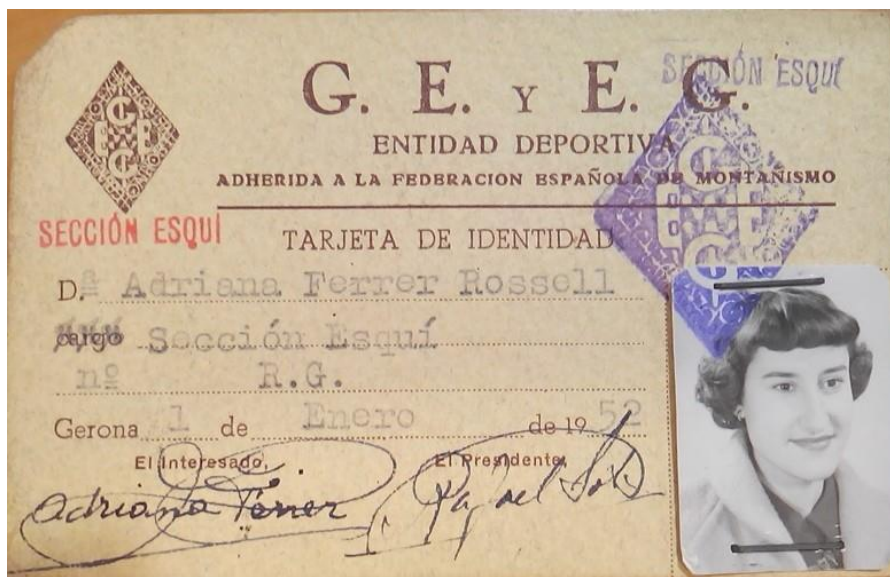 G. E. Y E. G.
SECCIÓN ESQUÍ
ENTIDAD DEPORTIVA
ADHERIDA A LA FEDERACION ESPAÑOLA DE MONTAÑISMO
SECCIÓN ESQUÍ
TARJETA DE IDENTIDAD
D.ª Adriana Ferrer Rossell
cargo Sección Esquí
nº R.G.
Gerona 1 de Enero de 1952
El Interesado, El Presidente,
Adriana Ferrer Rafael